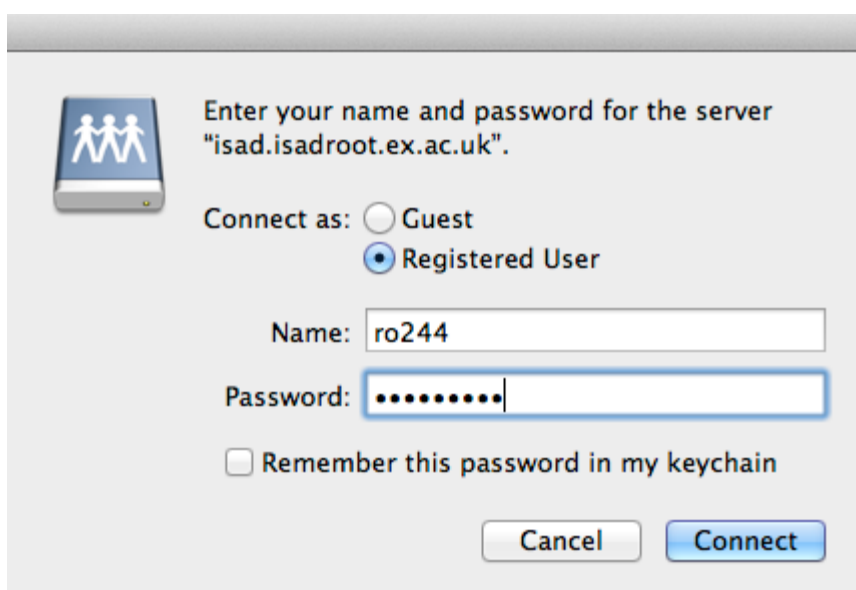 Enter your name and password for the server
“isad.isadroot.ex.ac.uk”.
Connect as: Guest
Registered User
Name: ro244
Password: •••••••••
Remember this password in my keychain
Cancel Connect